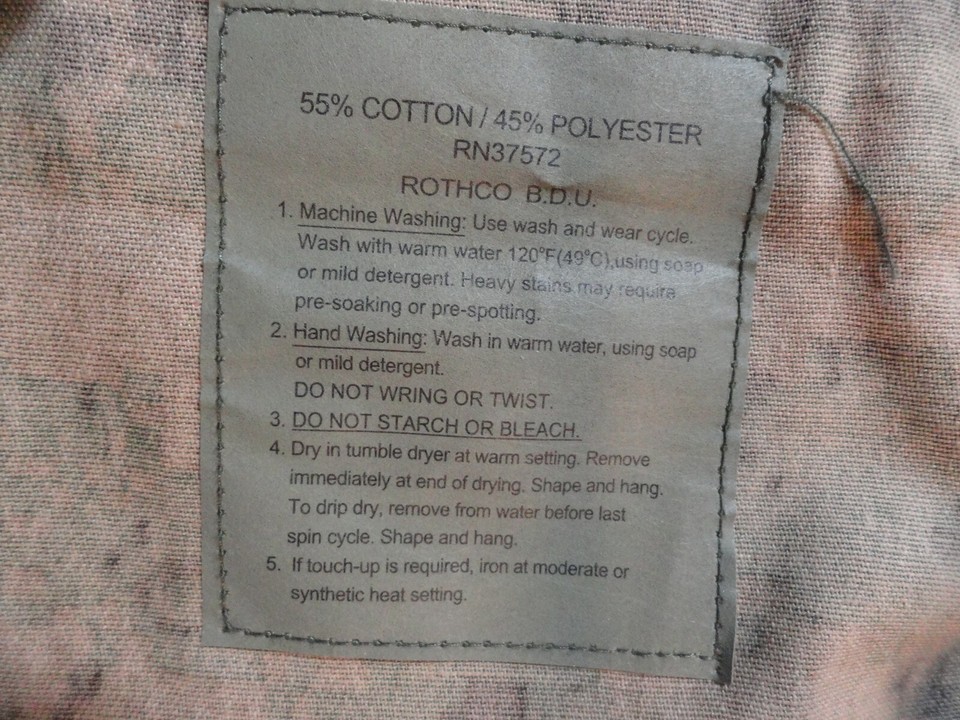 55% COTTON / 45% POLYESTER
RN37572
ROTHCO B.D.U.
1. Machine Washing: Use wash and wear cycle.
Wash with warm water 120°F(49°C),using soap
or mild detergent. Heavy stains may require
pre-soaking or pre-spotting.
2. Hand Washing: Wash in warm water, using soap
or mild detergent.
DO NOT WRING OR TWIST.
3. DO NOT STARCH OR BLEACH.
4. Dry in tumble dryer at warm setting. Remove
immediately at end of drying. Shape and hang.
To drip dry, remove from water before last
spin cycle. Shape and hang.
5. If touch-up is required, iron at moderate or
synthetic heat setting.